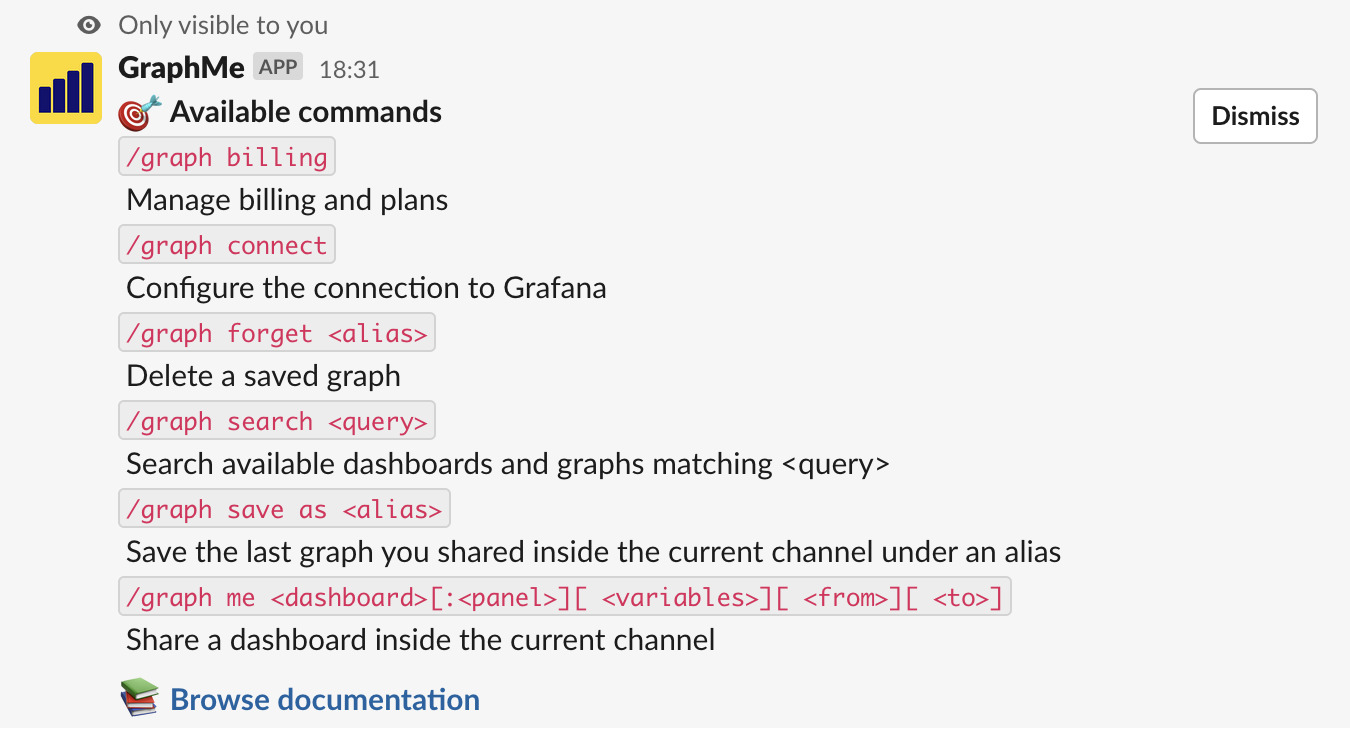 Only visible to you
GraphMe APP 18:31
Available commands
Dismiss
/graph billing
Manage billing and plans
/graph connect
Configure the connection to Grafana
/graph forget <alias>
Delete a saved graph
/graph search <query>
Search available dashboards and graphs matching <query>
/graph save as <alias>
Save the last graph you shared inside the current channel under an alias
/graph me <dashboard>[:<panel>][ <variables>][ <from>][ <to>]
Share a dashboard inside the current channel
Browse documentation